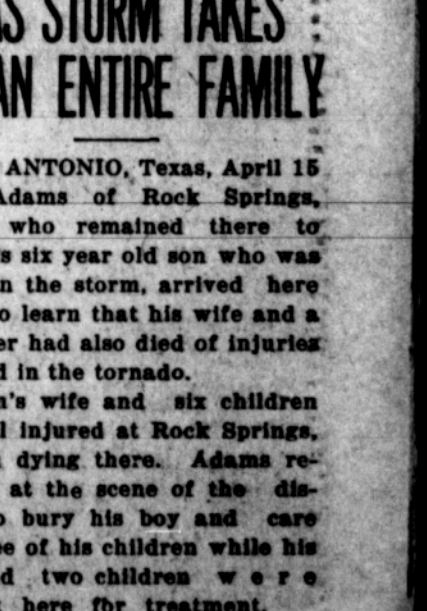 AS STORM TAKES
AN ENTIRE FAMILY
ANTONIO, Texas, April 15
Adams of Rock Springs,
who remained there to
s six year old son who was
n the storm, arrived here
o learn that his wife and a
er had also died of injuries
d in the tornado.
n's wife and six children
l injured at Rock Springs,
dying there. Adams re-
at the scene of the dis-
o bury his boy and care
ee of his children while his
d two children were
here for treatment.